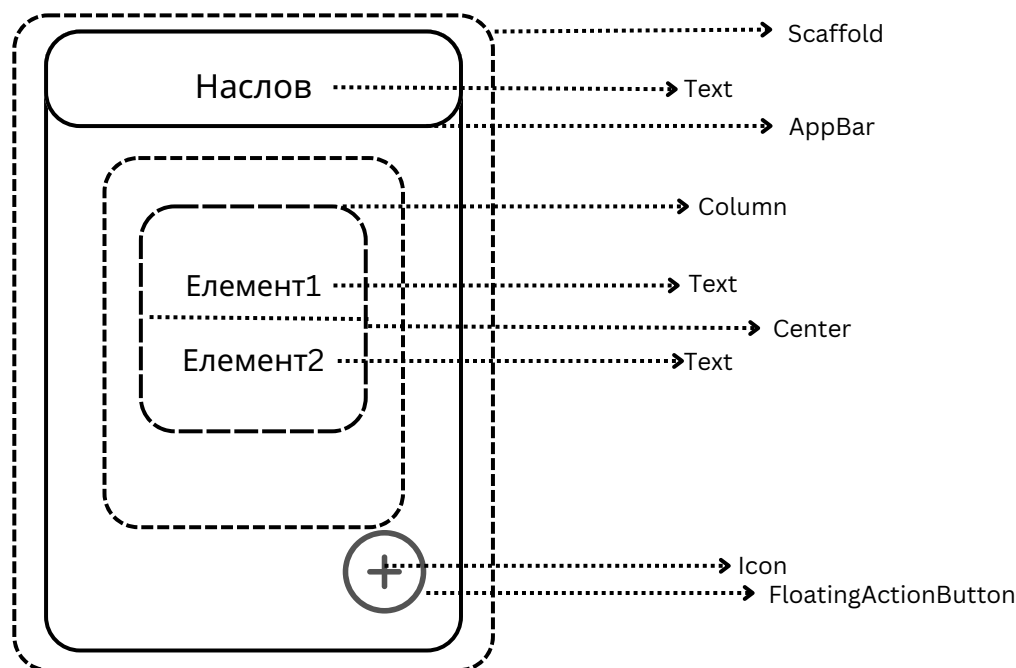 Scaffold
Наслов
Text
AppBar
Column
Елемент1
Text
Center
Елемент2
Text
Icon
FloatingActionButton